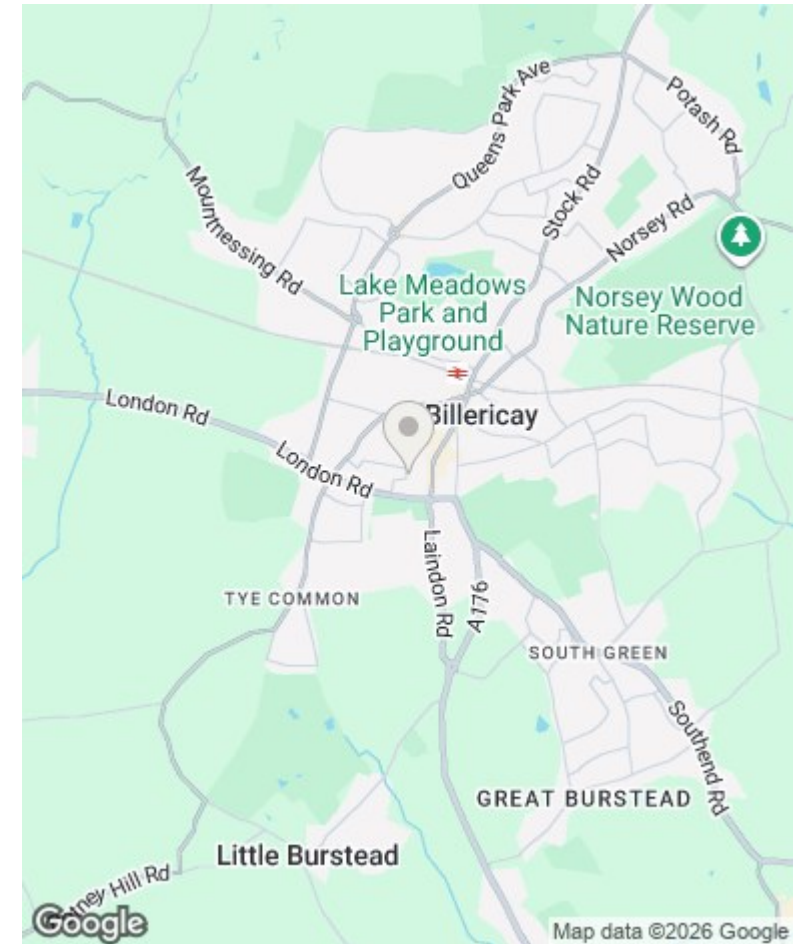 Queens Park Ave
Potash Rd
Mountnessing Rd
Stock Rd
Norsey Rd
Lake Meadows
Park and
Playground
Norsey Wood
Nature Reserve
London Rd
Billericay
London Rd
Laindon Rd
A176
TYE COMMON
SOUTH GREEN
Southend Rd
GREAT BURSTEAD
Little Burstead
Hill Rd
Google
Map data ©2026 Google